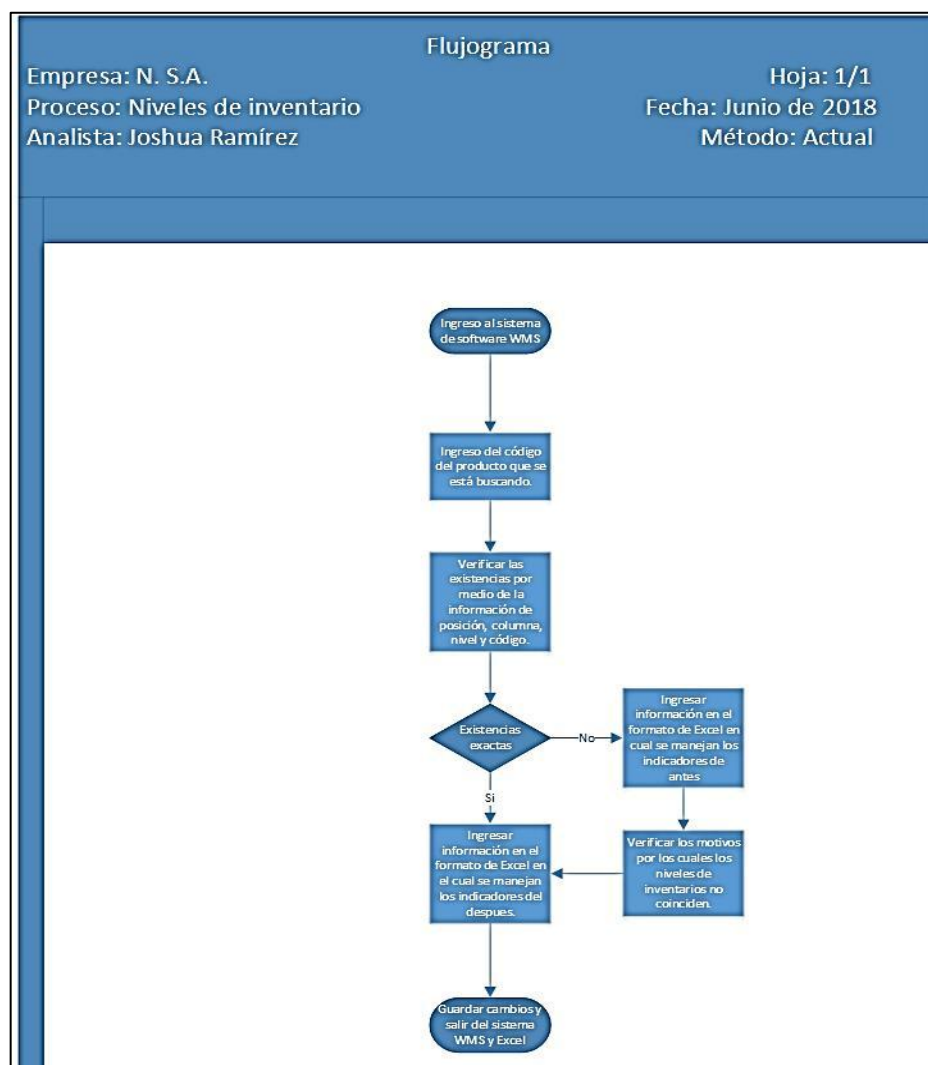 Flujograma
Empresa: N. S.A.
Hoja: 1/1
Proceso: Niveles de inventario
Fecha: Junio de 2018
Analista: Joshua Ramírez
Método: Actual
Ingreso al sistema
de software WMS
Ingreso del código
del producto que se
está buscando.
Verificar las
existencias por
medio de la
información de
posición, columna,
nivel y código.
Existencias
exactas
No
Ingresar
información en el
formato de Excel en
cual se manejan los
indicadores de
antes
Si
Verificar los motivos
por los cuales los
niveles de
inventarios no
coinciden.
Ingresar
información en el
formato de Excel en
el cual se manejan
los indicadores del
despues.
Guardar cambios y
salir del sistema
WMS y Excel